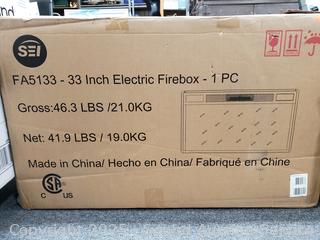 SEI
FA5133 - 33 Inch Electric Firebox - 1 PC
Gross:46.3 LBS /21.0KG
Net: 41.9 LBS / 19.0KG
Made in China/ Hecho en China/ Fabriqué en Chine
C US